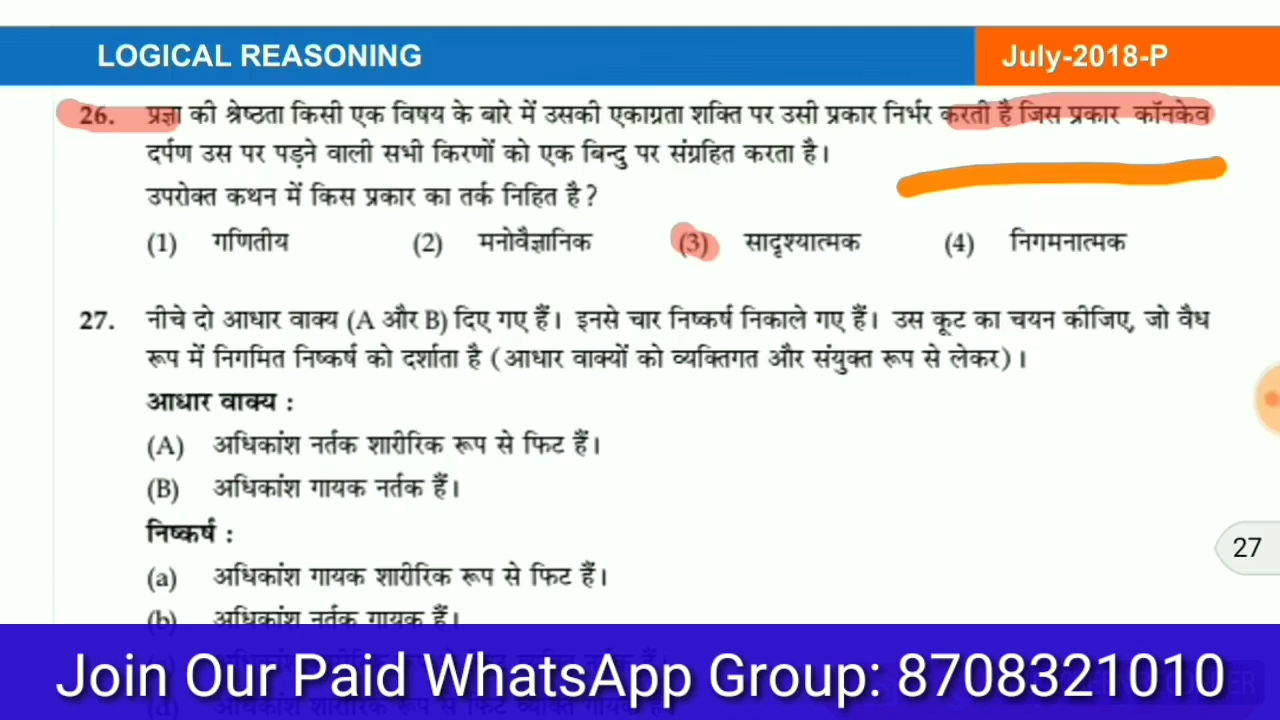 LOGICAL REASONING
July-2018-P
26. प्रज्ञा की श्रेष्ठता किसी एक विषय के बारे में उसकी एकाग्रता शक्ति पर उसी प्रकार निर्भर करती है जिस प्रकार कॉनकेव
दर्पण उस पर पड़ने वाली सभी किरणों को एक बिन्दु पर संग्रहित करता है।
उपरोक्त कथन में किस प्रकार का तर्क निहित है?
(1) गणितीय (2) मनोवैज्ञानिक (3) सादृश्यात्मक (4) निगमनात्मक
27. नीचे दो आधार वाक्य (A और B) दिए गए हैं। इनसे चार निष्कर्ष निकाले गए हैं। उस कूट का चयन कीजिए, जो वैध
रूप में निगमित निष्कर्ष को दर्शाता है (आधार वाक्यों को व्यक्तिगत और संयुक्त रूप से लेकर)।
आधार वाक्य :
(A) अधिकांश नर्तक शारीरिक रूप से फिट हैं।
(B) अधिकांश गायक नर्तक हैं।
निष्कर्ष :
27
(a) अधिकांश गायक शारीरिक रूप से फिट हैं।
(b) अधिकांश नर्तक गायक हैं।
Join Our Paid WhatsApp Group: 8708321010